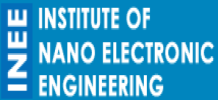 INEE
INSTITUTE OF
NANO ELECTRONIC
ENGINEERING